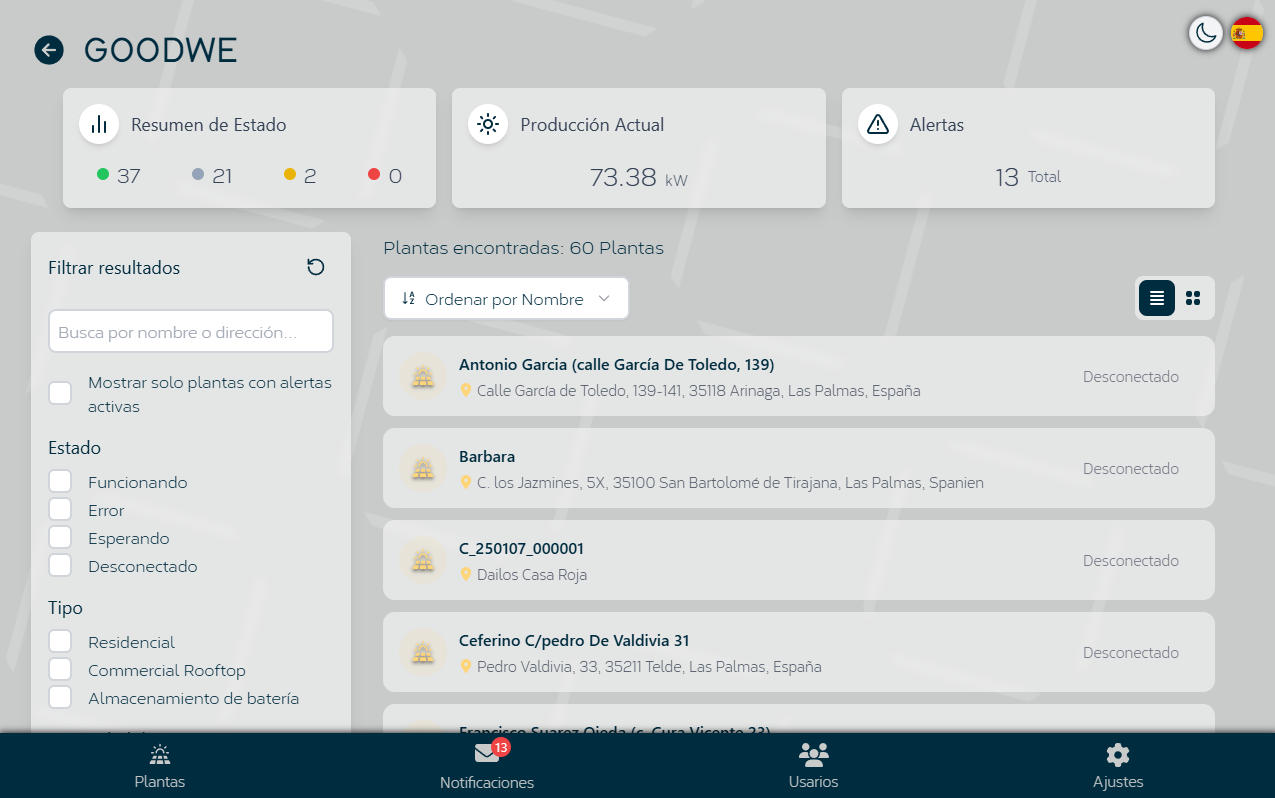 GOODWE
Resumen de Estado
37 21 2 0
Producción Actual
73.38 kW
Alertas
13 Total
Filtrar resultados
Busca por nombre o dirección...
Mostrar solo plantas con alertas
activas
Estado
Funcionando
Error
Esperando
Desconectado
Tipo
Residencial
Commercial Rooftop
Almacenamiento de batería
Plantas encontradas: 60 Plantas
Ordenar por Nombre
Antonio Garcia (calle García De Toledo, 139)
Calle García de Toledo, 139-141, 35118 Arinaga, Las Palmas, España
Desconectado
Barbara
C. los Jazmines, 5X, 35100 San Bartolomé de Tirajana, Las Palmas, Spanien
Desconectado
C_250107_000001
Dailos Casa Roja
Desconectado
Ceferino C/pedro De Valdivia 31
Pedro Valdivia, 33, 35211 Telde, Las Palmas, España
Desconectado
Francisco Suarez Ojeda (c. Cura Vicente 23)
Plantas
13
Notificaciones
Usarios
Ajustes